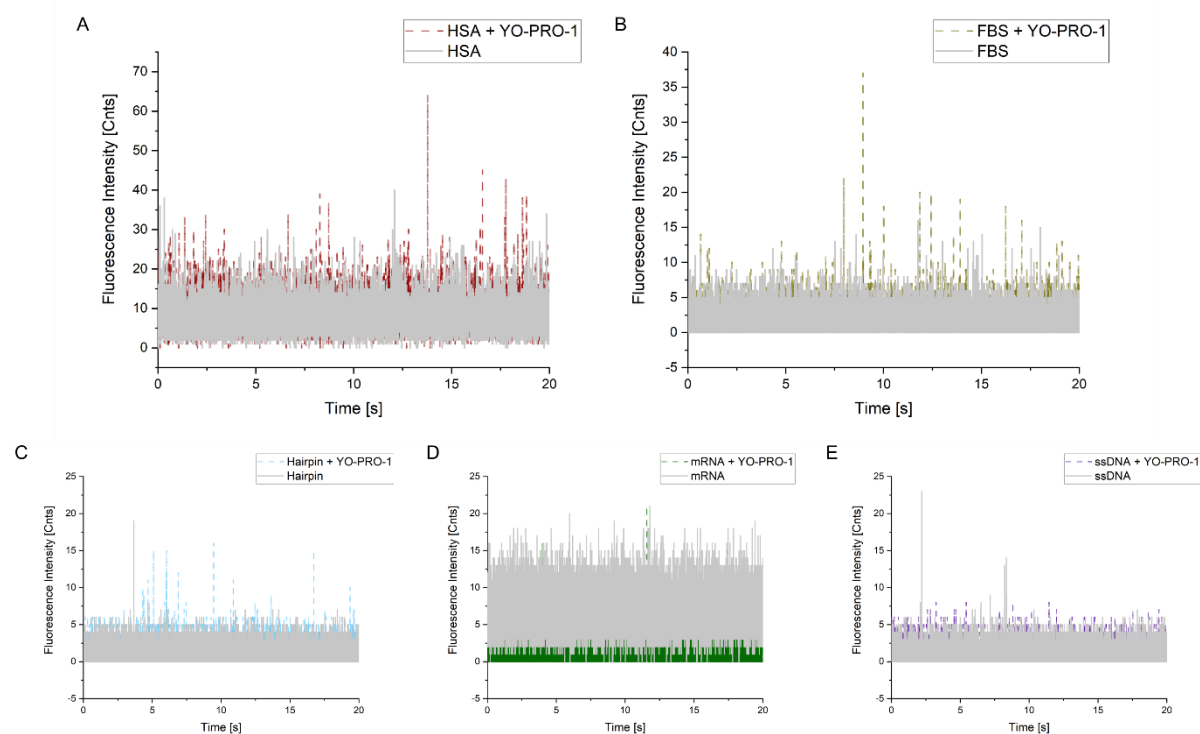 A
HSA + YO-PRO-1
HSA
70
60
50
40
30
20
10
0
Fluorescence Intensity [Cnts]
0 5 10 15 20
Time [s]
B
FBS + YO-PRO-1
FBS
40
35
30
25
20
15
10
5
0
-5
Fluorescence Intensity [Cnts]
0 5 10 15 20
Time [s]
C
Hairpin + YO-PRO-1
Hairpin
25
20
15
10
5
0
-5
Fluorescence Intensity [Cnts]
0 5 10 15 20
Time [s]
D
mRNA + YO-PRO-1
mRNA
25
20
15
10
5
0
-5
Fluorescence Intensity [Cnts]
0 5 10 15 20
Time [s]
E
ssDNA + YO-PRO-1
ssDNA
25
20
15
10
5
0
-5
Fluorescence Intensity [Cnts]
0 5 10 15 20
Time [s]